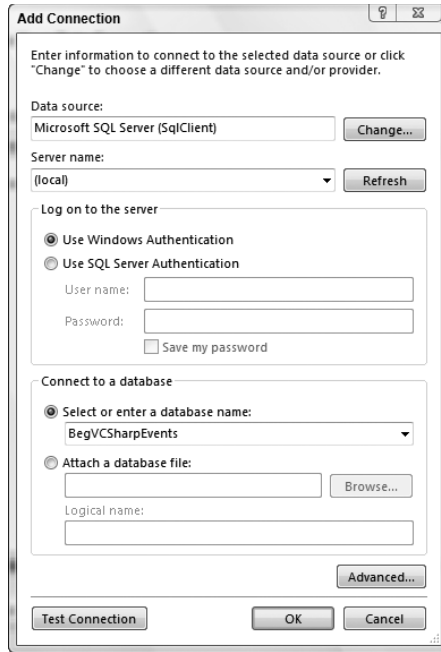 Add Connection
?
Enter information to connect to the selected data source or click
"Change" to choose a different data source and/or provider.
Data source:
Microsoft SQL Server (SqlClient)
Change...
Server name:
(local)
Refresh
Log on to the server
Use Windows Authentication
Use SQL Server Authentication
User name:
Password:
Save my password
Connect to a database
Select or enter a database name:
BegVCSharpEvents
Attach a database file:
Browse...
Logical name:
Advanced...
Test Connection
OK
Cancel